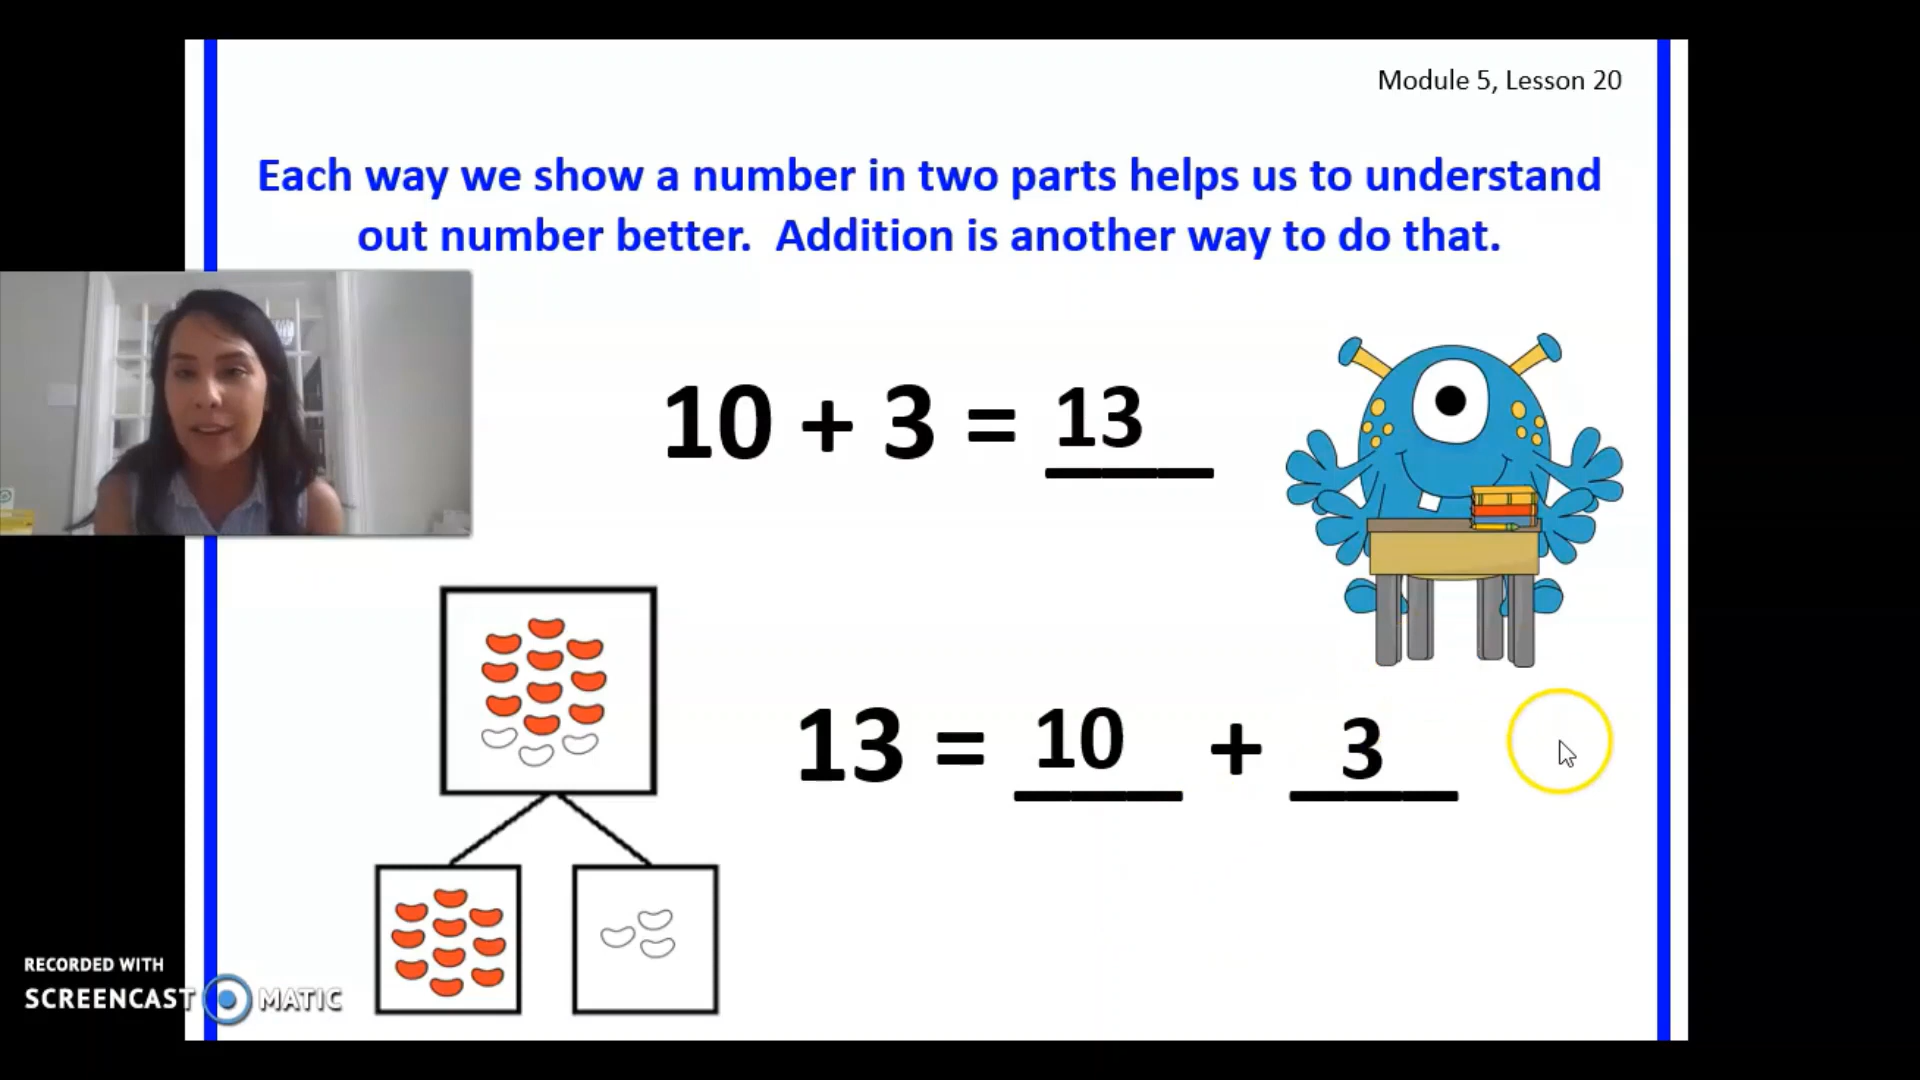 Module 5, Lesson 20
Each way we show a number in two parts helps us to understand
out number better. Addition is another way to do that.
10 + 3 = 13
13 = 10 + 3
RECORDED WITH
SCREENCAST MATIC